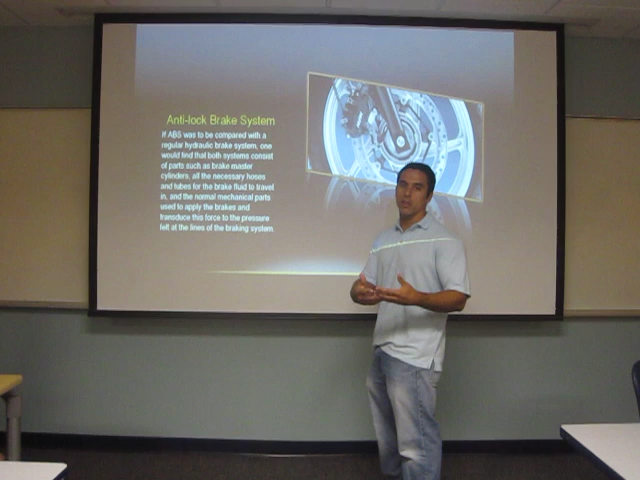 Anti-lock Brake System
If ABS was to be compared with a
regular hydraulic brake system, one
would find that both systems consist
of parts such as brake master
cylinders, all the necessary hoses
and tubes for the brake fluid to travel
in, and the normal mechanical parts
used to apply the brakes and
transduce this force to the pressure
felt at the lines of the braking system.